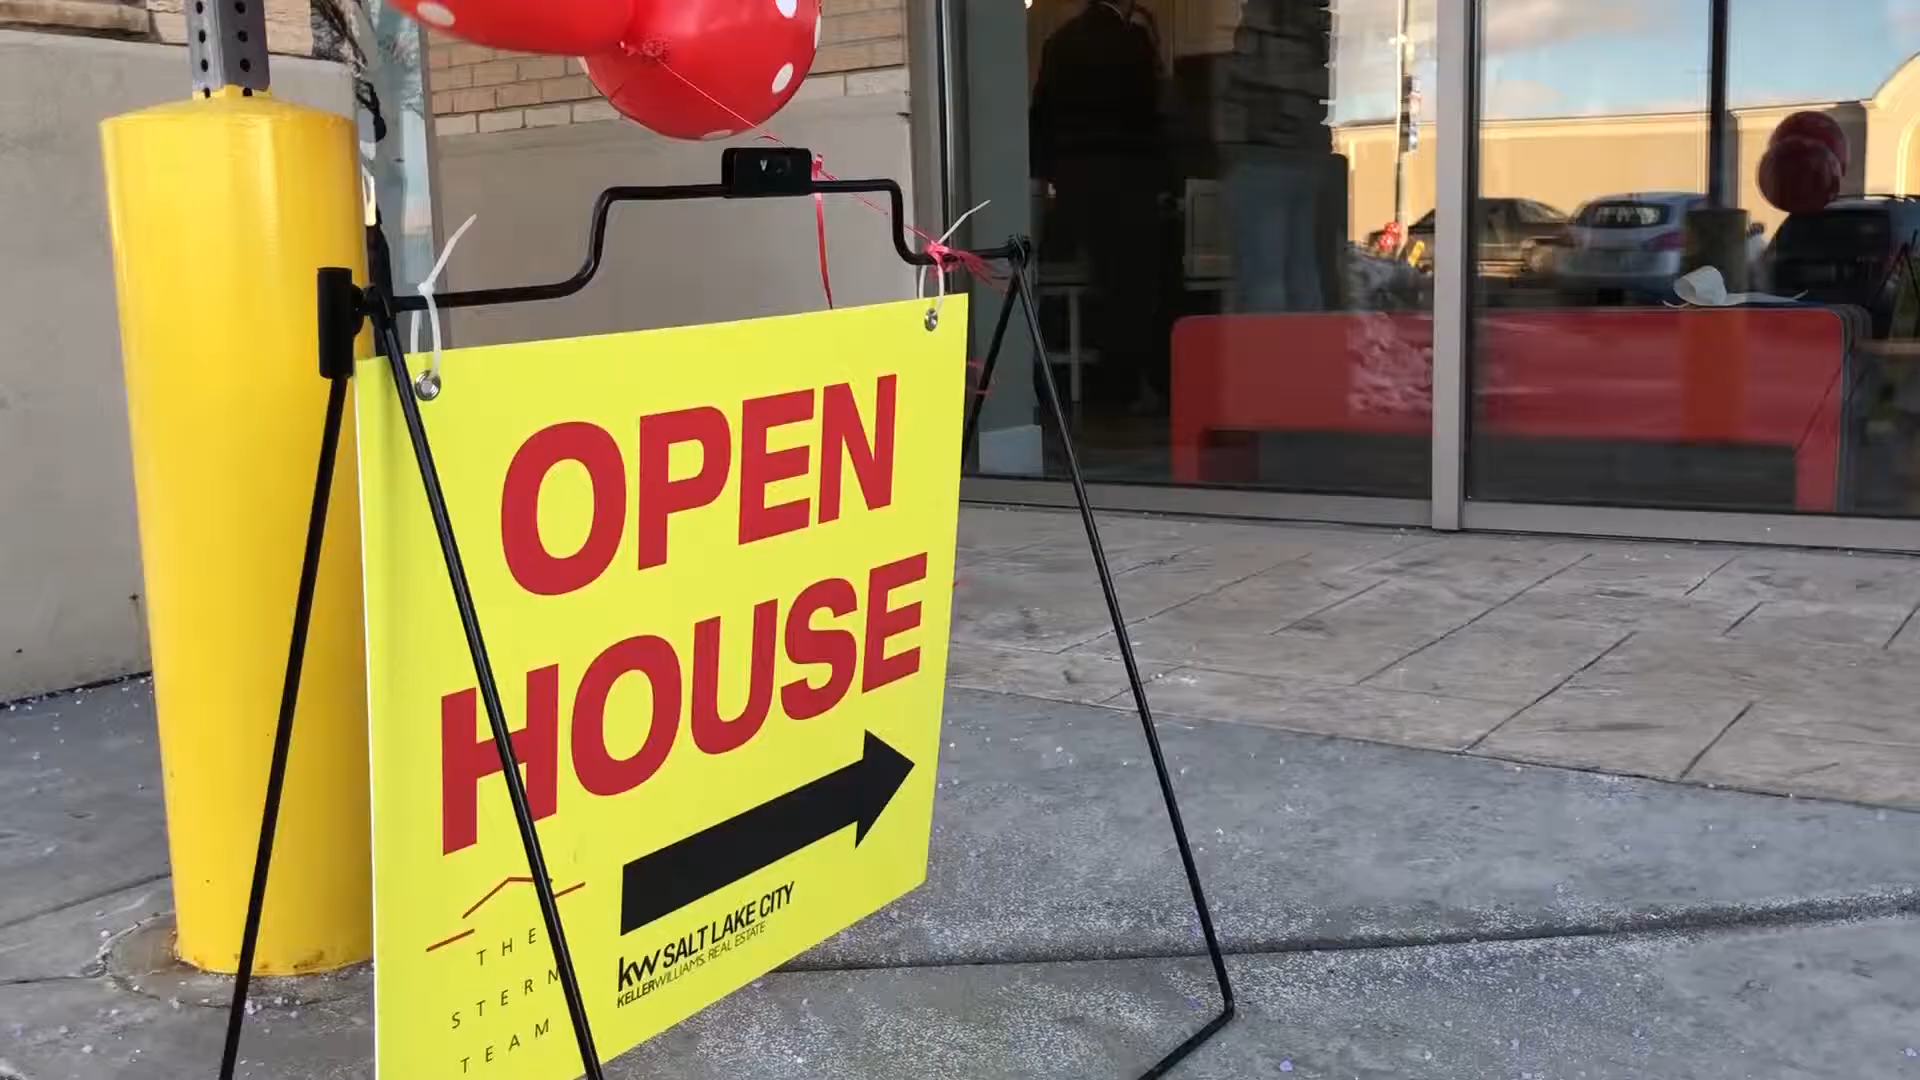 OPEN
HOUSE
THE
STERN
TEAM
kw SALT LAKE CITY
KELLERWILLIAMS. REAL ESTATE